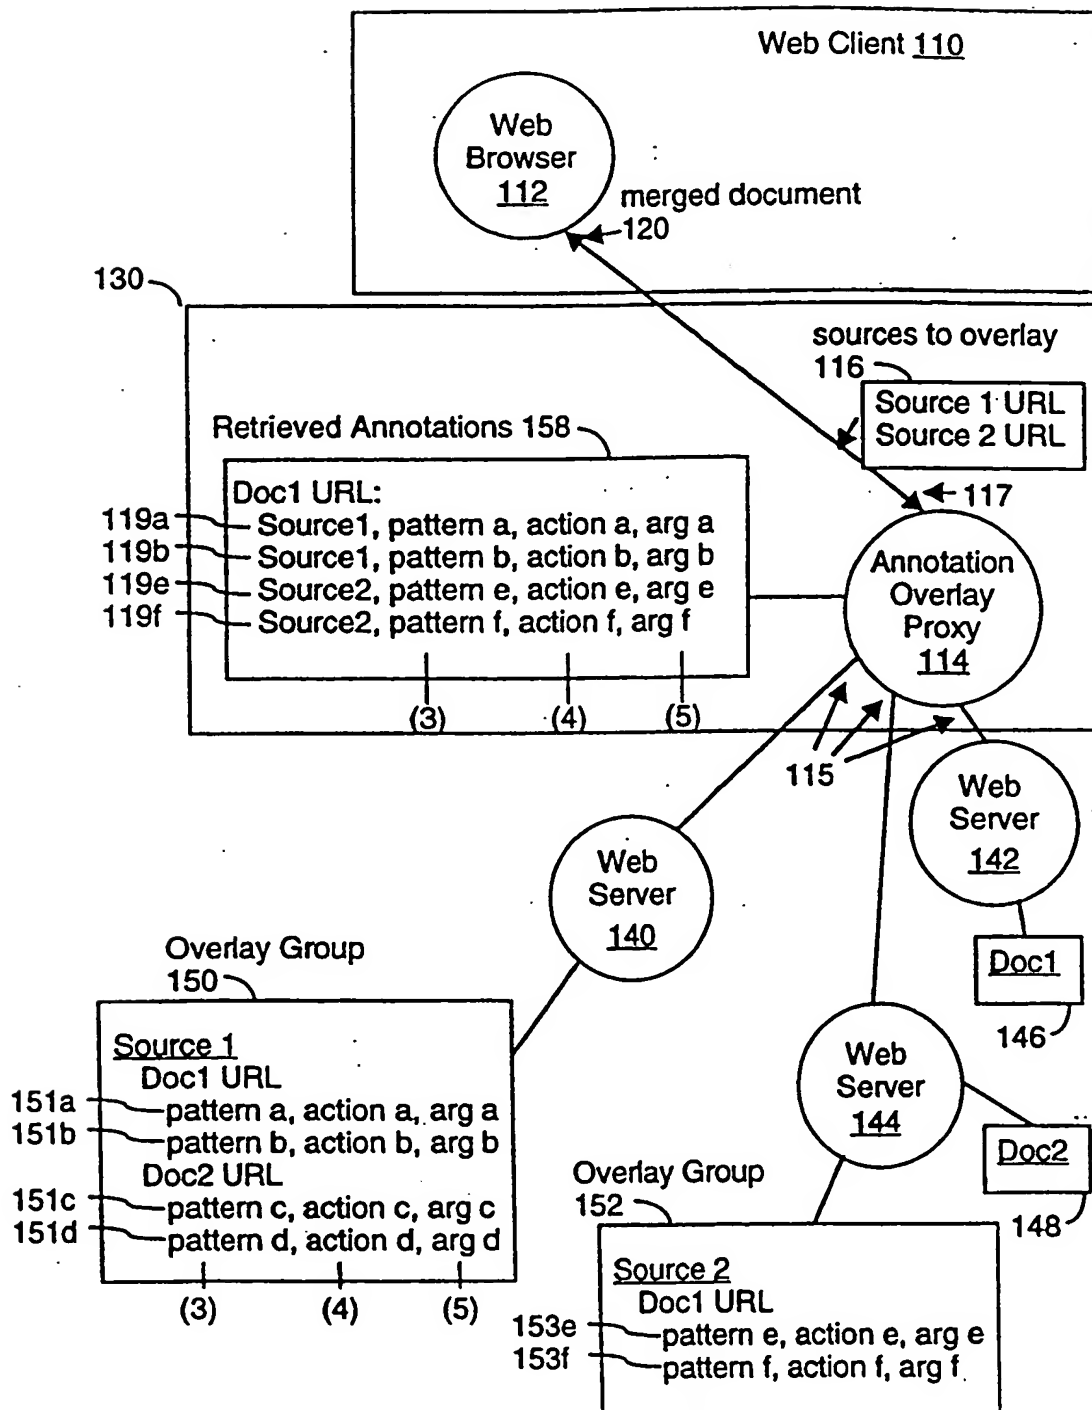 Web Client 110
Web
Browser
112
merged document
120
130
sources to overlay
116
Source 1 URL
Source 2 URL
Retrieved Annotations 158
117
Doc1 URL:
119a
Source1, pattern a, action a, arg a
119b
Source1, pattern b, action b, arg b
119e
Source2, pattern e, action e, arg e
119f
Source2, pattern f, action f, arg f
(3) (4) (5)
Annotation
Overlay
Proxy
114
115
Web
Server
142
Web
Server
140
Doc1
146
Overlay Group
150
Source 1
Doc1 URL
151a
pattern a, action a, arg a
151b
pattern b, action b, arg b
Doc2 URL
151c
pattern c, action c, arg c
151d
pattern d, action d, arg d
(3) (4) (5)
Web
Server
144
Doc2
148
Overlay Group
152
Source 2
Doc1 URL
153e
pattern e, action e, arg e
153f
pattern f, action f, arg f